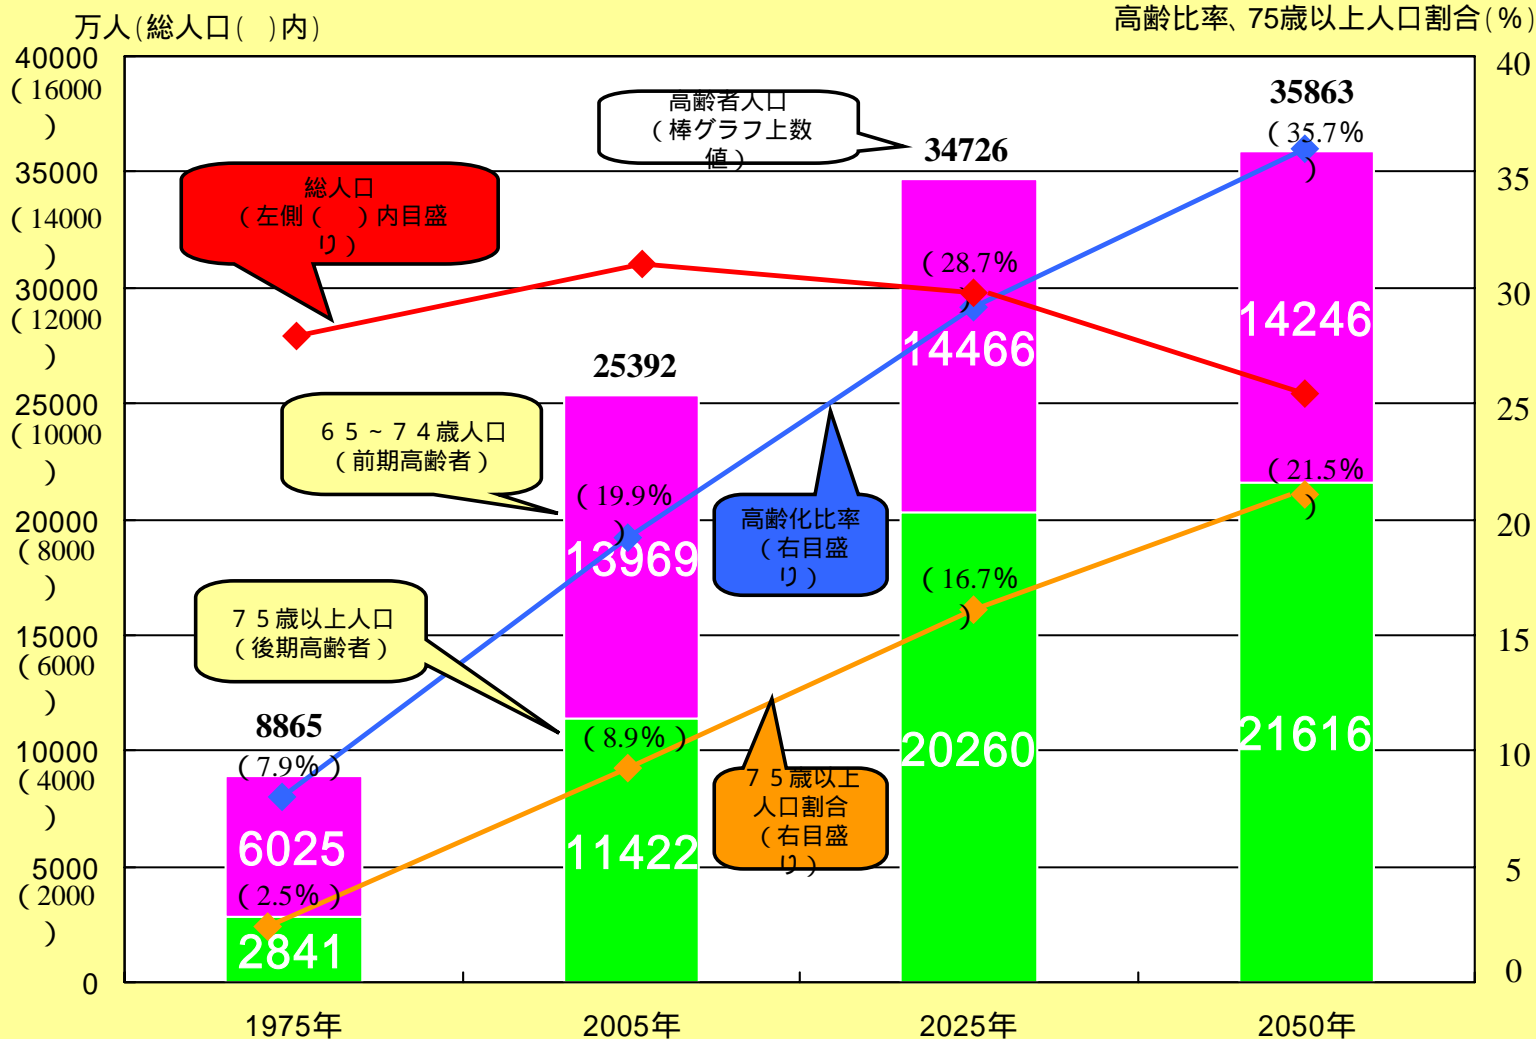 万人(総人口(　)内)
高齢比率、75歳以上人口割合(%)
40000
(16000
)
35000
(14000
)
30000
(12000
)
25000
(10000
)
20000
(8000
)
15000
(6000
)
10000
(4000
)
5000
(2000
)
0
40
35
30
25
20
15
10
5
0
総人口
(左側(　)内目盛
り)
高齢者人口
(棒グラフ上数
値)
65~74歳人口
(前期高齢者)
75歳以上人口
(後期高齢者)
高齢化比率
(右目盛
り)
75歳以上
人口割合
(右目盛
り)
8865
(7.9%)
6025
(2.5%)
2841
25392
(19.9%
)
13969
(8.9%)
11422
34726
(28.7%
)
14466
(16.7%
)
20260
35863
(35.7%
)
14246
(21.5%
)
21616
1975年
2005年
2025年
2050年